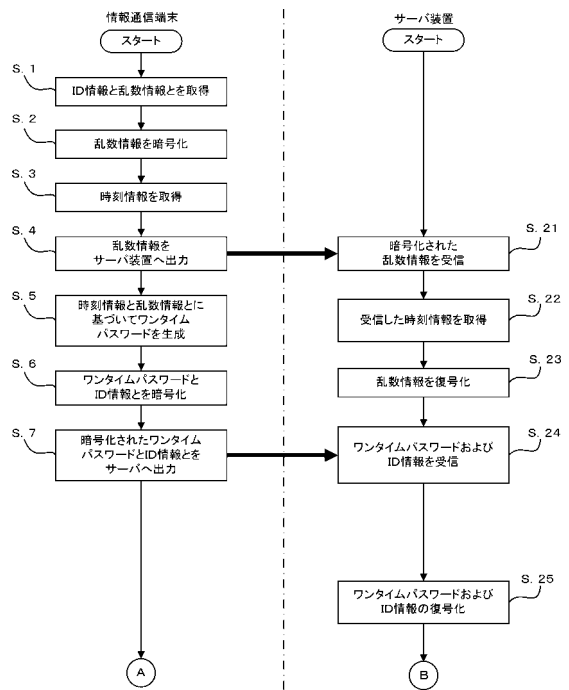 情報通信端末
スタート
S. 1
ID情報と乱数情報とを取得
S. 2
乱数情報を暗号化
S. 3
時刻情報を取得
S. 4
乱数情報を
サーバ装置へ出力
S. 5
時刻情報と乱数情報とに
基づいてワンタイム
パスワードを生成
S. 6
ワンタイムパスワードと
ID情報とを暗号化
S. 7
暗号化されたワンタイム
パスワードとID情報とを
サーバへ出力
A
サーバ装置
スタート
S. 21
暗号化された
乱数情報を受信
S. 22
受信した時刻情報を取得
S. 23
乱数情報を復号化
S. 24
ワンタイムパスワードおよび
ID情報を受信
S. 25
ワンタイムパスワードおよび
ID情報の復号化
B